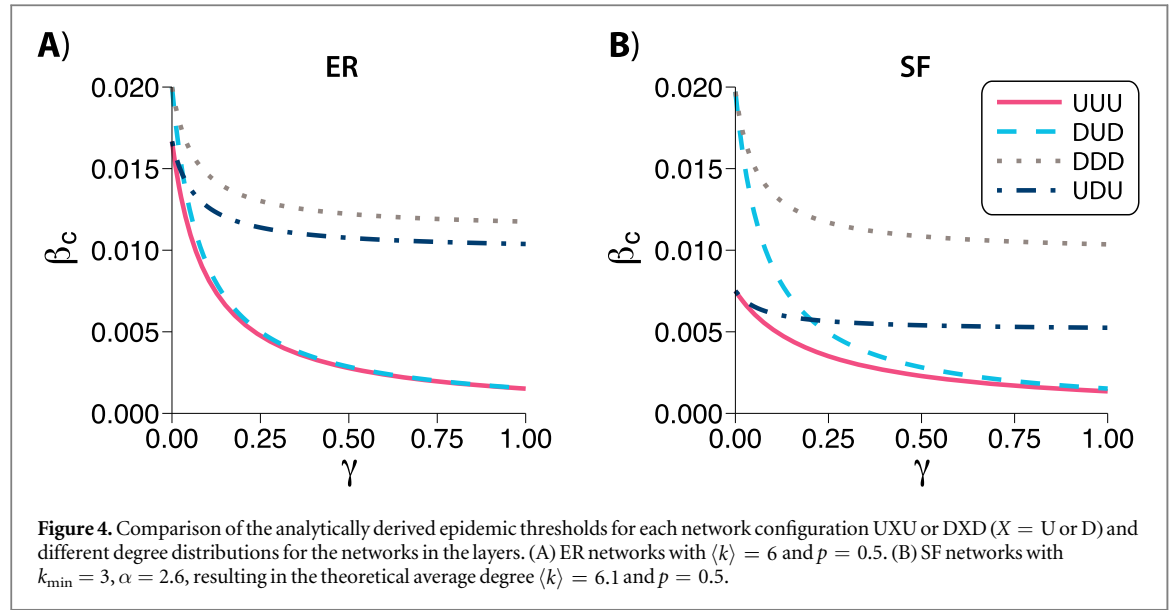 A)
ER
0.020
0.015
0.010
0.005
0.000
βc
0.00 0.25 0.50 0.75 1.00
γ
B)
SF
0.020
0.015
0.010
0.005
0.000
βc
0.00 0.25 0.50 0.75 1.00
γ
UUU
DUD
DDD
UDU
Figure 4. Comparison of the analytically derived epidemic thresholds for each network configuration UXU or DXD (X = U or D) and
different degree distributions for the networks in the layers. (A) ER networks with ⟨k⟩ = 6 and p = 0.5. (B) SF networks with
kmin = 3, α = 2.6, resulting in the theoretical average degree ⟨k⟩ = 6.1 and p = 0.5.